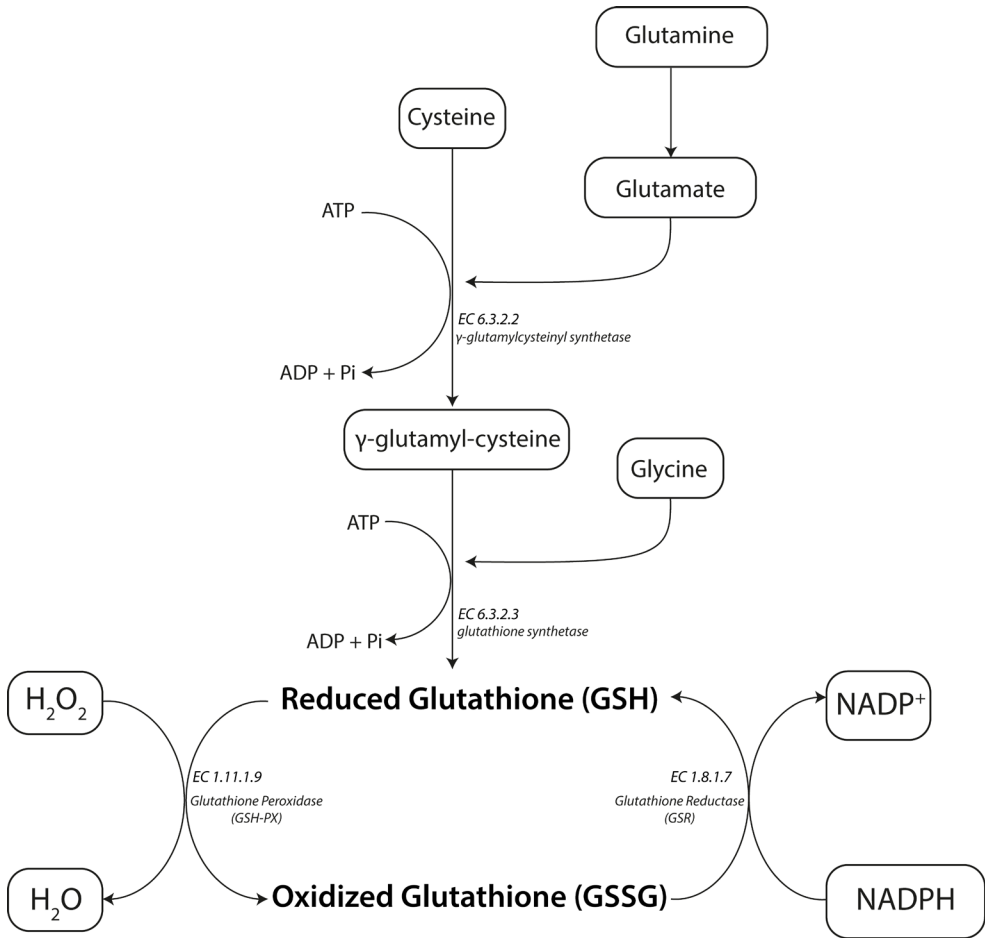 Glutamine
Cysteine
Glutamate
ATP
EC 6.3.2.2
γ-glutamylcysteinyl synthetase
ADP + Pi
γ-glutamyl-cysteine
Glycine
ATP
EC 6.3.2.3
glutathione synthetase
ADP + Pi
H₂O₂
Reduced Glutathione (GSH)
NADP⁺
EC 1.11.1.9
Glutathione Peroxidase
(GSH-PX)
EC 1.8.1.7
Glutathione Reductase
(GSR)
H₂O
Oxidized Glutathione (GSSG)
NADPH